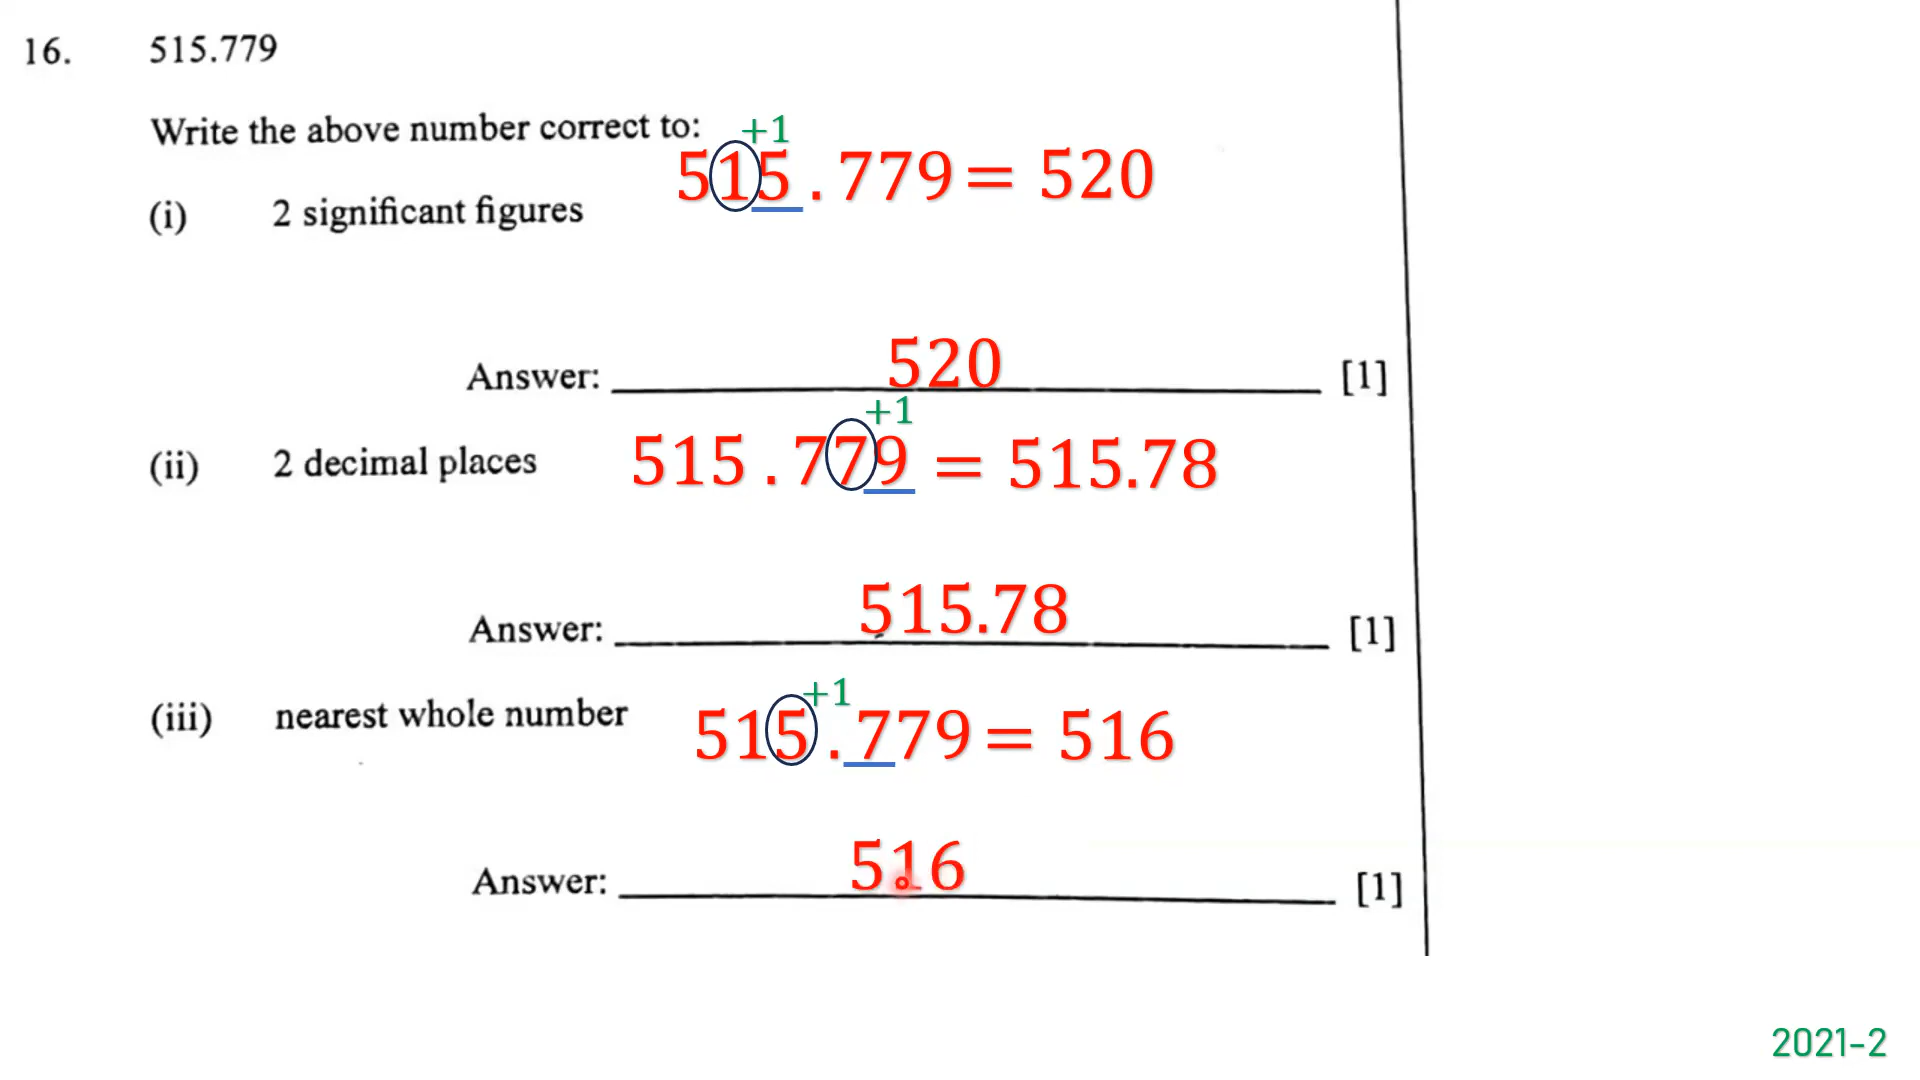 16. 515.779
Write the above number correct to:
+1
515.779 = 520
(i) 2 significant figures
520
Answer: [1]
+1
(ii) 2 decimal places 515.779 = 515.78
515.78
Answer: [1]
+1
(iii) nearest whole number 515.779 = 516
516
Answer: [1]
2021-2